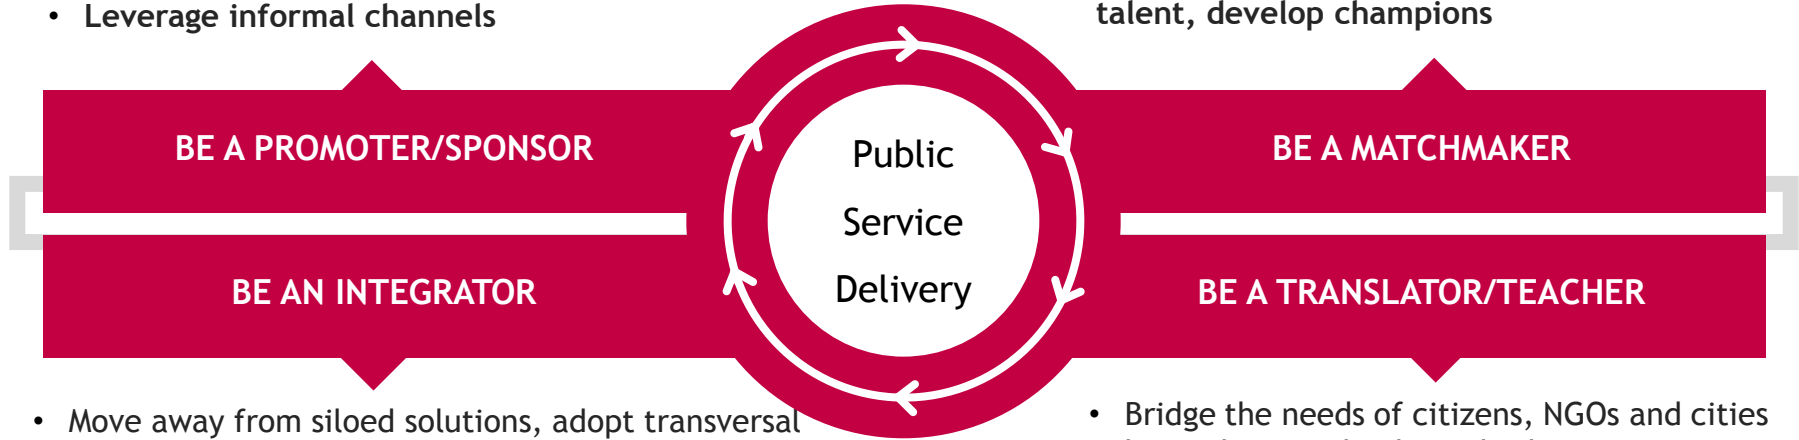 • Leverage informal channels
talent, develop champions
BE A PROMOTER/SPONSOR
BE A MATCHMAKER
Public
Service
Delivery
BE AN INTEGRATOR
BE A TRANSLATOR/TEACHER
• Move away from siloed solutions, adopt transversal
• Bridge the needs of citizens, NGOs and cities